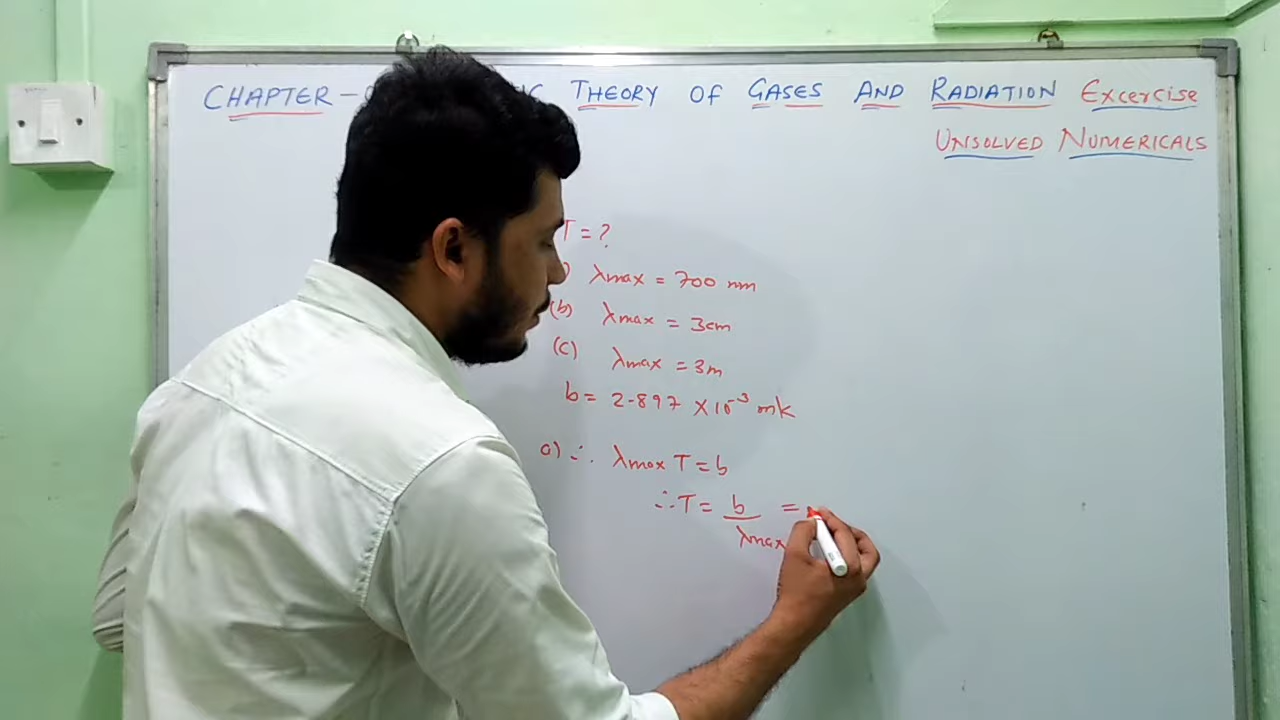 CHAPTER- THEORY Of GASES AND RADIATION Excercise
UNSOLVED NUMERICALS
T = ?
) λmax = 700 nm
(b) λmax = 3cm
(c) λmax = 3m
b = 2.897 × 10⁻³ mk
a) ∴ λmax T = b
∴ T = b =
λmax